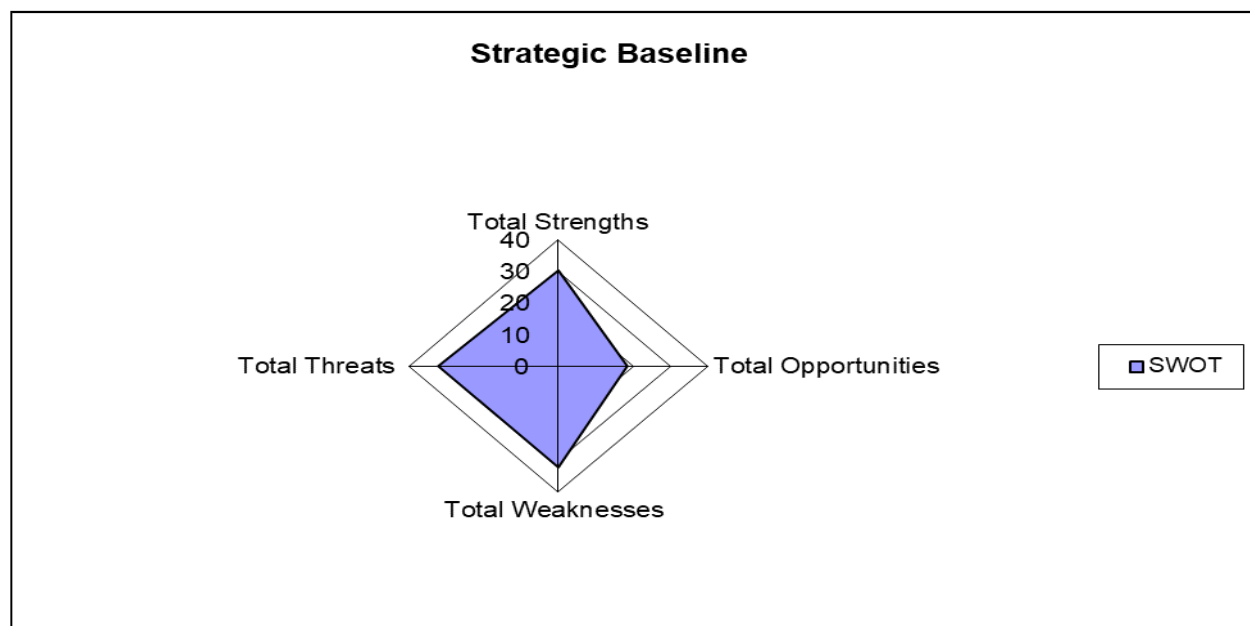 Strategic Baseline
Total Strengths
40
30
20
10
0
Total Threats
Total Opportunities
SWOT
Total Weaknesses